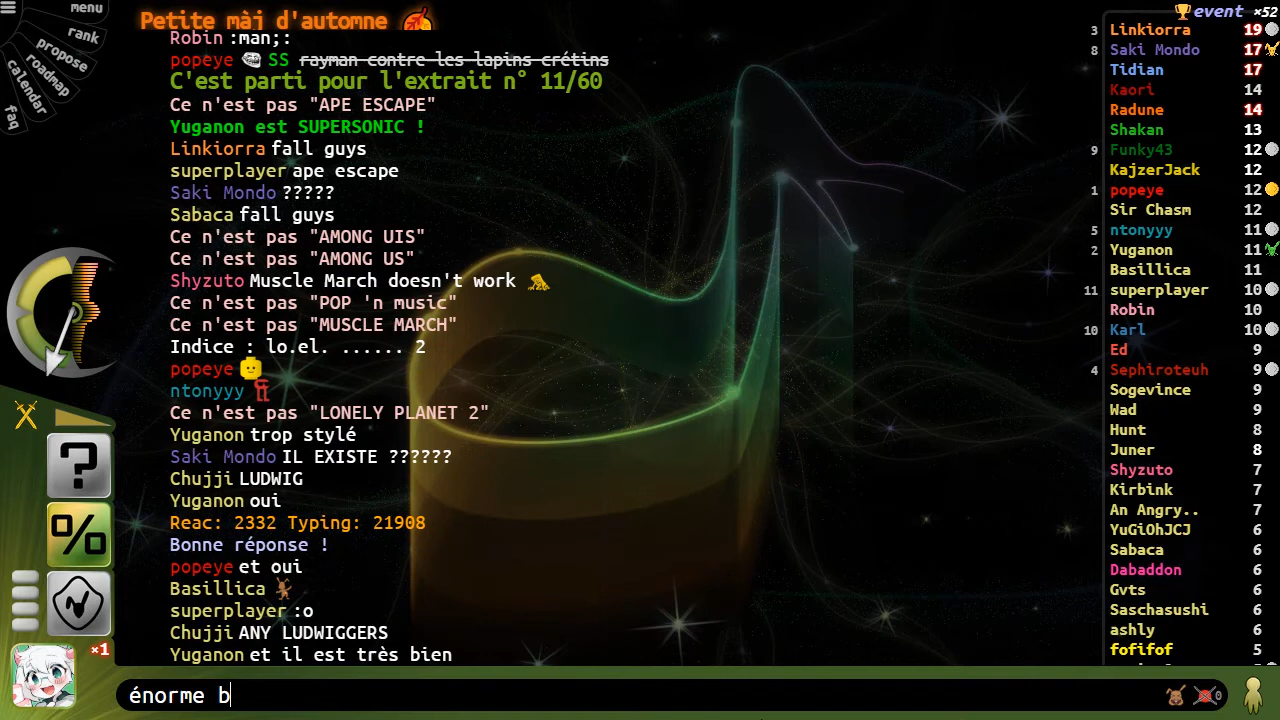 menu
rank
propose
roadmap
calendar
faq
Petite màj d'automne
Robin :man;:
popeye SS rayman contre les lapins crétins
C'est parti pour l'extrait n° 11/60
Ce n'est pas "APE ESCAPE"
Yuganon est SUPERSONIC !
Linkiorra fall guys
superplayer ape escape
Saki Mondo ?????
Sabaca fall guys
Ce n'est pas "AMONG UIS"
Ce n'est pas "AMONG US"
Shyzuto Muscle March doesn't work
Ce n'est pas "POP 'n music"
Ce n'est pas "MUSCLE MARCH"
Indice : lo.el. ...... 2
popeye
ntonyyy
Ce n'est pas "LONELY PLANET 2"
Yuganon trop stylé
Saki Mondo IL EXISTE ??????
Chujji LUDWIG
Yuganon oui
Reac: 2332 Typing: 21908
Bonne réponse !
popeye et oui
Basillica
superplayer :o
Chujji ANY LUDWIGGERS
Yuganon et il est très bien
?
%
×1
énorme b
0
event ×52
3 Linkiorra 19
8 Saki Mondo 17
Tidian 17
Kaori 14
Radune 14
Shakan 13
9 Funky43 12
KajzerJack 12
1 popeye 12
Sir Chasm 12
5 ntonyyy 11
2 Yuganon 11
Basillica 11
11 superplayer 10
Robin 10
10 Karl 10
Ed 9
4 Sephiroteuh 9
Sogevince 9
Wad 9
Hunt 8
Juner 8
Shyzuto 7
Kirbink 7
An Angry.. 7
YuGiOhJCJ 6
Sabaca 6
Dabaddon 6
Gvts 6
Saschasushi 6
ashly 6
fofifof 5